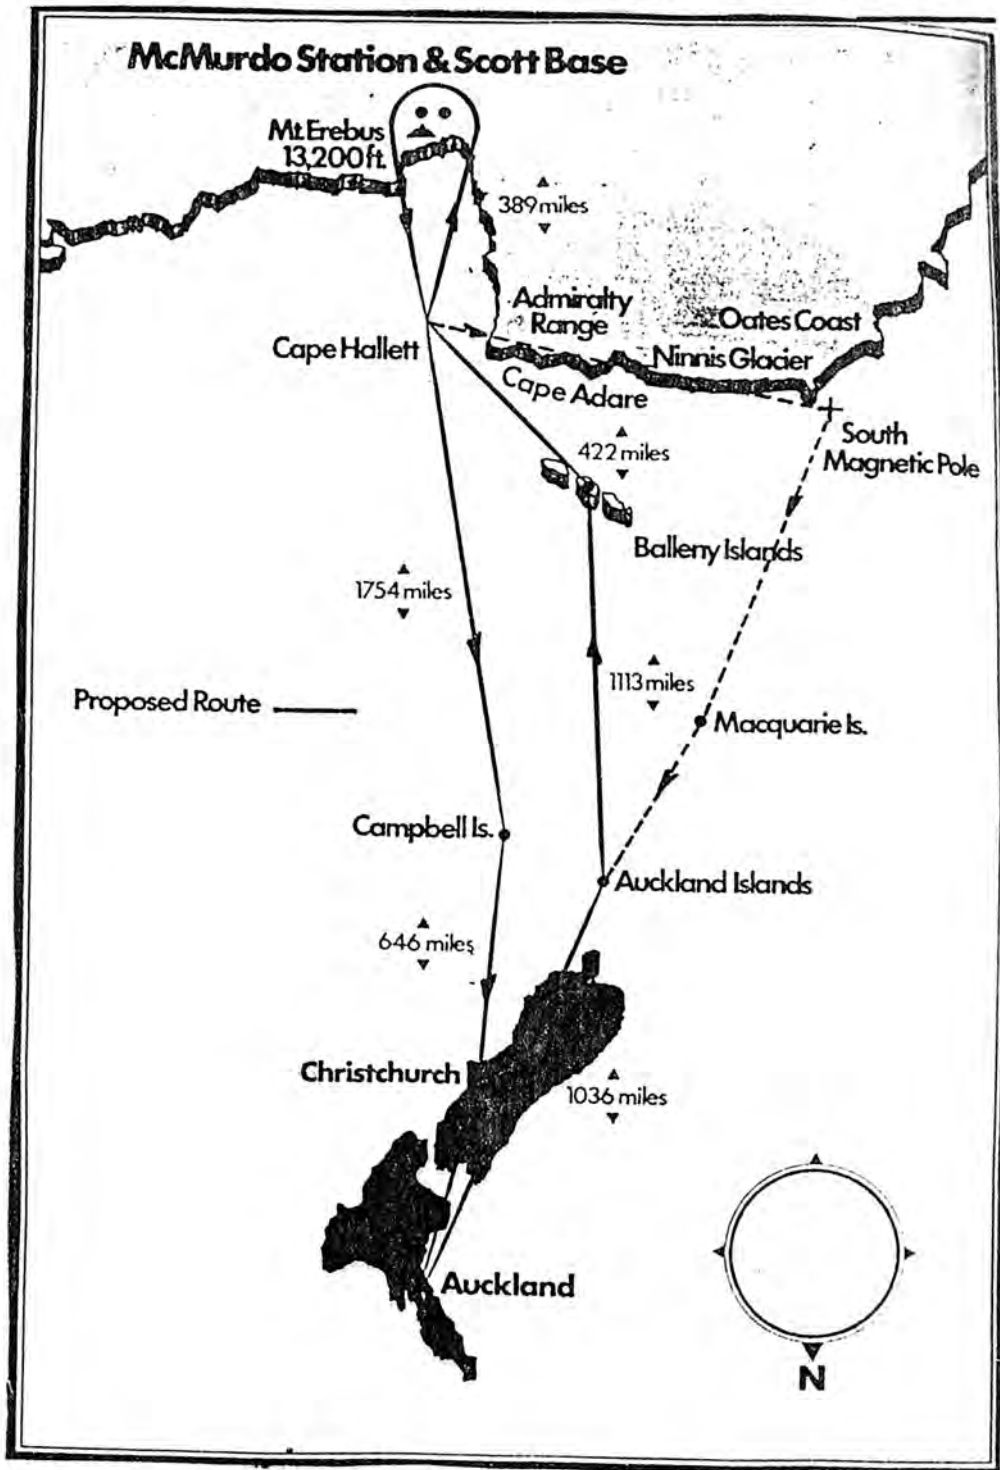 McMurdo Station & Scott Base
Mt. Erebus
13,200 ft.
389 miles
Admiralty
Range
Oates Coast
Cape Hallett
Ninnis Glacier
Cape Adare
South
Magnetic Pole
422 miles
Balleny Islands
1754 miles
1113 miles
Proposed Route
Macquarie Is.
Campbell Is.
Auckland Islands
646 miles
Christchurch
1036 miles
Auckland
N